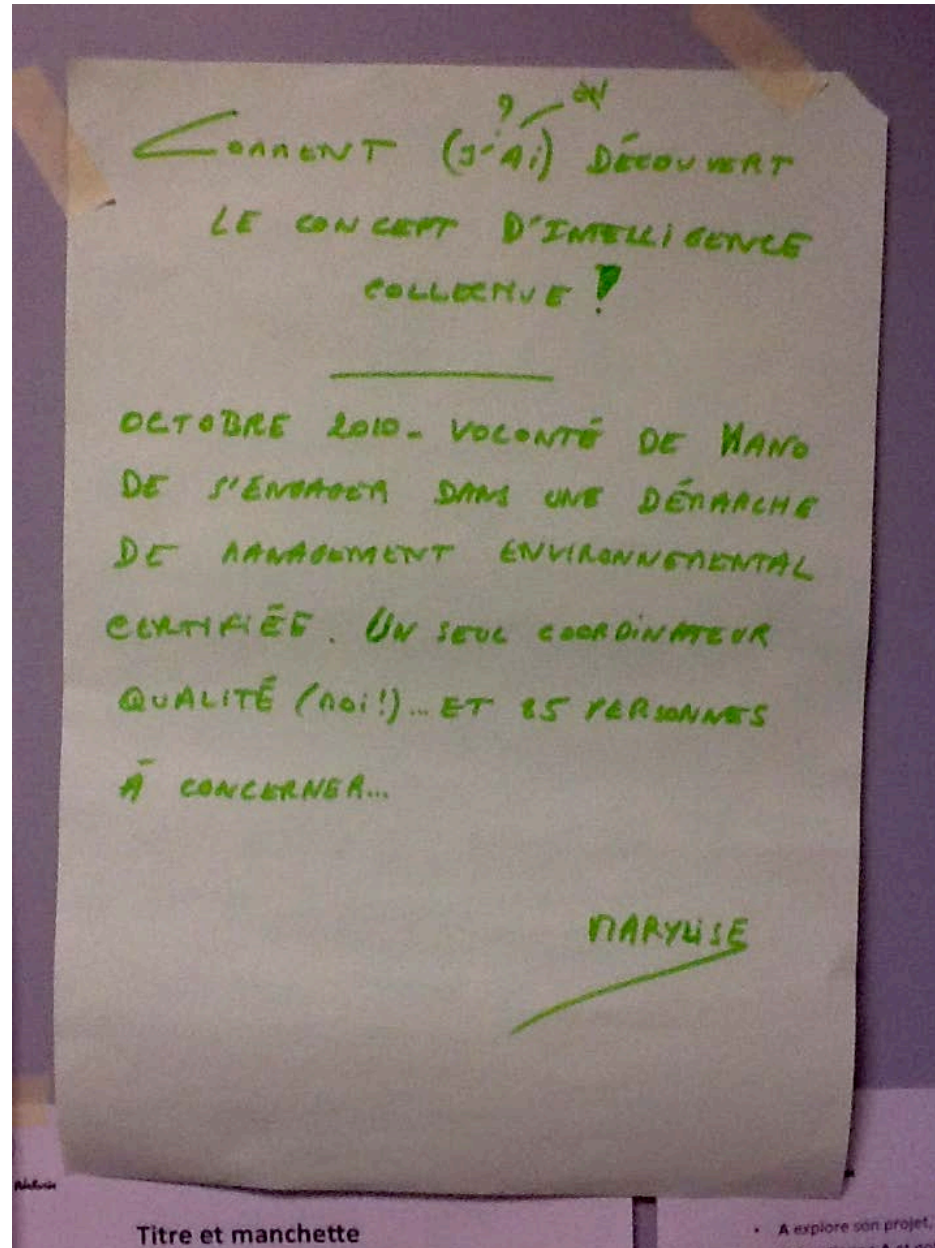 ?
COMMENT (J'AI) DÉCOUVERT
LE CONCEPT D'INTELLIGENCE
COLLECTIVE !
OCTOBRE 2010 - VOLONTÉ DE MANO
DE S'ENGAGER DANS UNE DÉMARCHE
DE MANAGEMENT ENVIRONNEMENTAL
CERTIFIÉE. UN SEUL COORDINATEUR
QUALITÉ (MOI!)... ET 85 PERSONNES
À CONCERNER...
MARYLISE
Titre et manchette
• A explore son projet,